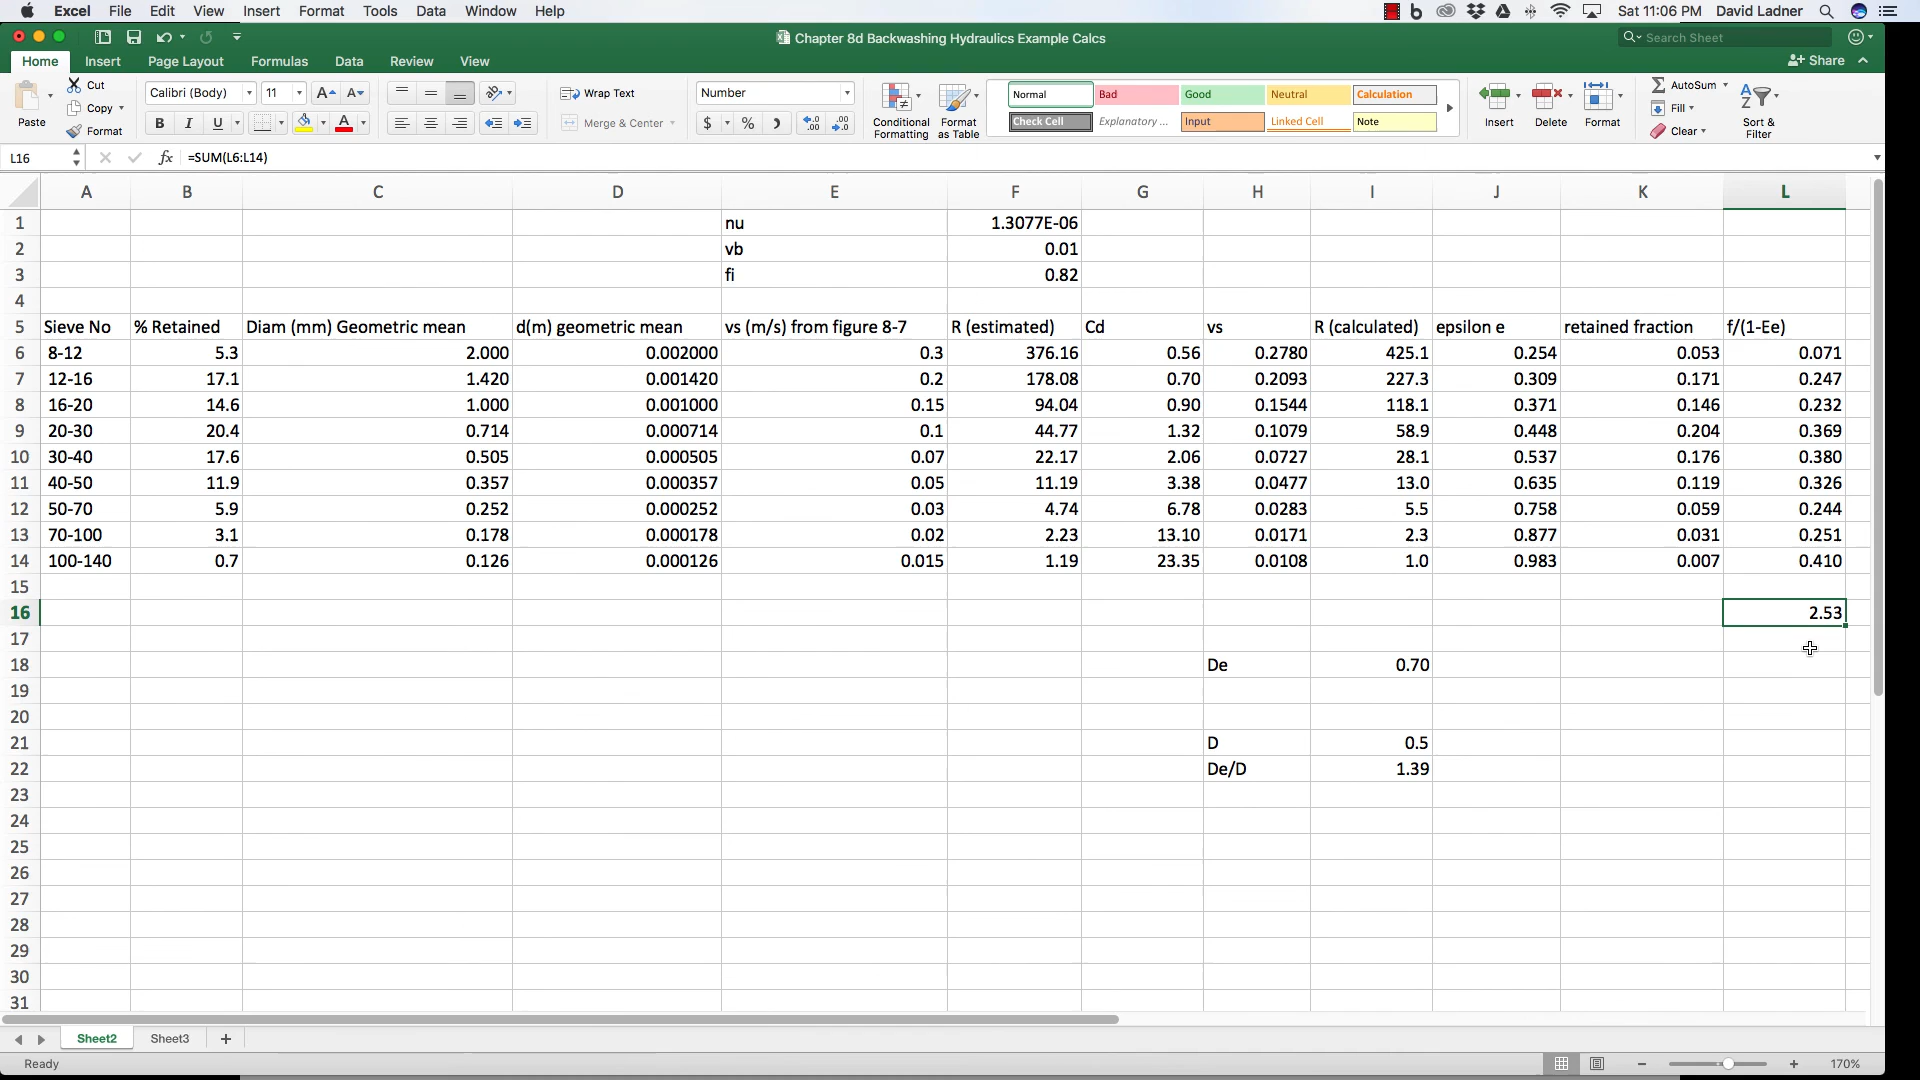 Excel File Edit View Insert Format Tools Data Window Help Sat 11:06 PM David Ladner
Chapter 8d Backwashing Hydraulics Example Calcs Search Sheet
Home Insert Page Layout Formulas Data Review View Share
Paste Cut Copy Format
Calibri (Body) 11 Wrap Text Merge & Center Number
B I U $ % Conditional Formatting Format as Table
Normal Bad Good Neutral Calculation
Check Cell Explanatory ... Input Linked Cell Note
Insert Delete Format AutoSum Fill Clear Sort & Filter
L16 fx =SUM(L6:L14)
A B C D E F G H I J K L
1 nu 1.3077E-06
2 vb 0.01
3 fi 0.82
4
5 Sieve No % Retained Diam (mm) Geometric mean d(m) geometric mean vs (m/s) from figure 8-7 R (estimated) Cd vs R (calculated) epsilon e retained fraction f/(1-Ee)
6 8-12 5.3 2.000 0.002000 0.3 376.16 0.56 0.2780 425.1 0.254 0.053 0.071
7 12-16 17.1 1.420 0.001420 0.2 178.08 0.70 0.2093 227.3 0.309 0.171 0.247
8 16-20 14.6 1.000 0.001000 0.15 94.04 0.90 0.1544 118.1 0.371 0.146 0.232
9 20-30 20.4 0.714 0.000714 0.1 44.77 1.32 0.1079 58.9 0.448 0.204 0.369
10 30-40 17.6 0.505 0.000505 0.07 22.17 2.06 0.0727 28.1 0.537 0.176 0.380
11 40-50 11.9 0.357 0.000357 0.05 11.19 3.38 0.0477 13.0 0.635 0.119 0.326
12 50-70 5.9 0.252 0.000252 0.03 4.74 6.78 0.0283 5.5 0.758 0.059 0.244
13 70-100 3.1 0.178 0.000178 0.02 2.23 13.10 0.0171 2.3 0.877 0.031 0.251
14 100-140 0.7 0.126 0.000126 0.015 1.19 23.35 0.0108 1.0 0.983 0.007 0.410
15
16 2.53
17
18 De 0.70
19
20
21 D 0.5
22 De/D 1.39
23
24
25
26
27
28
29
30
31
Sheet2 Sheet3
Ready 170%